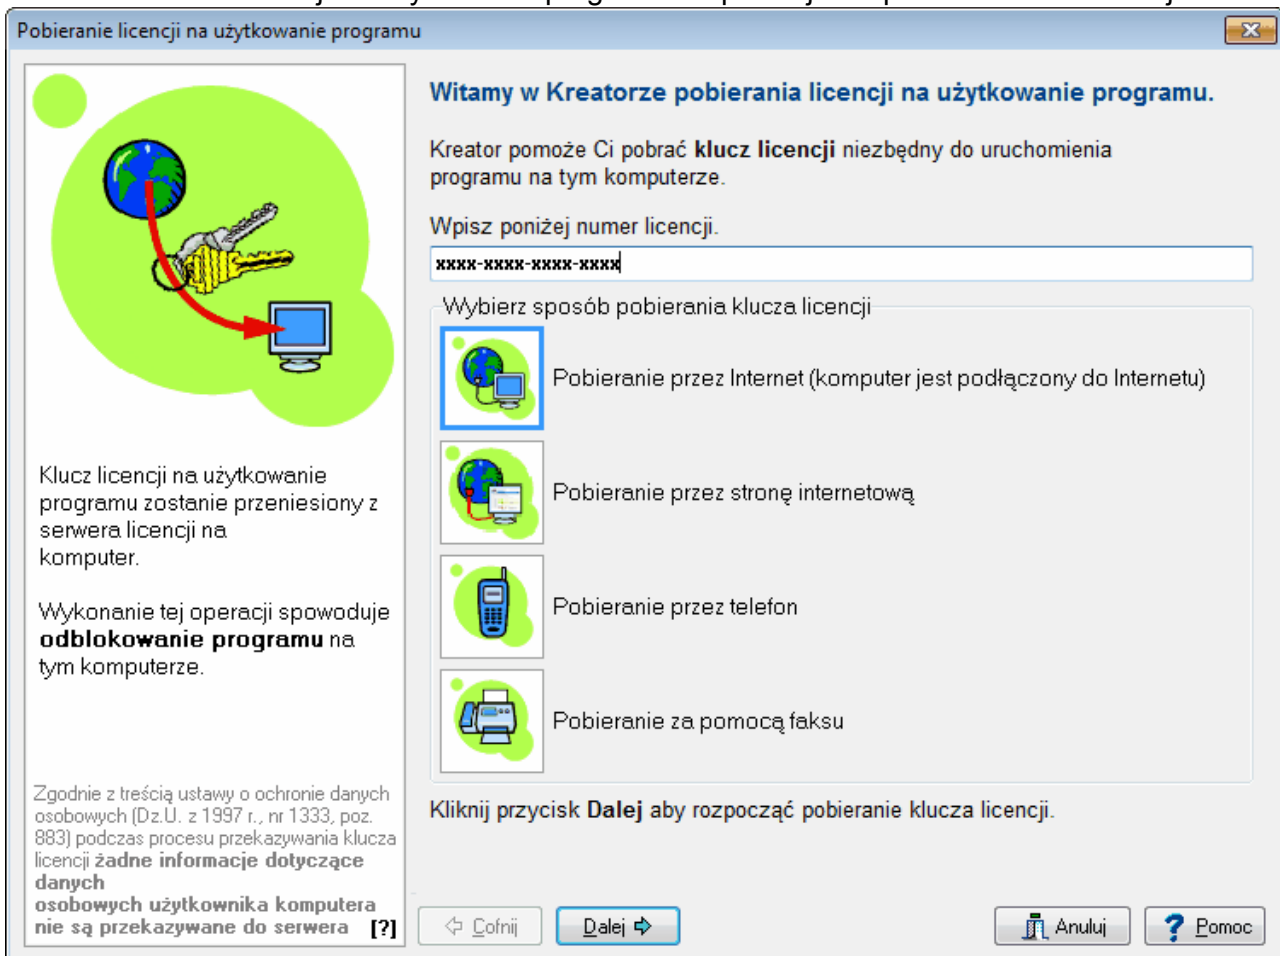 Pobieranie licencji na użytkowanie programu
Witamy w Kreatorze pobierania licencji na użytkowanie programu.
Kreator pomoże Ci pobrać klucz licencji niezbędny do uruchomienia
programu na tym komputerze.
Wpisz poniżej numer licencji.
xxxx-xxxx-xxxx-xxxx
Wybierz sposób pobierania klucza licencji
Pobieranie przez Internet (komputer jest podłączony do Internetu)
Pobieranie przez stronę internetową
Pobieranie przez telefon
Pobieranie za pomocą faksu
Kliknij przycisk Dalej aby rozpocząć pobieranie klucza licencji.
Klucz licencji na użytkowanie
programu zostanie przeniesiony z
serwera licencji na
komputer.
Wykonanie tej operacji spowoduje
odblokowanie programu na
tym komputerze.
Zgodnie z treścią ustawy o ochronie danych
osobowych (Dz.U. z 1997 r., nr 1333, poz.
883) podczas procesu przekazywania klucza
licencji żadne informacje dotyczące
danych
osobowych użytkownika komputera
nie są przekazywane do serwera [?]
Cofnij
Dalej
Anuluj
Pomoc